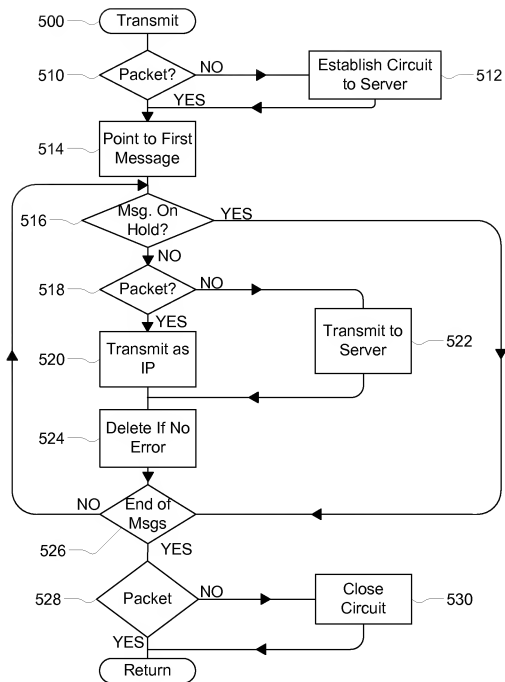 500
Transmit
510
Packet?
NO
Establish Circuit
to Server
512
YES
514
Point to First
Message
516
Msg. On
Hold?
YES
NO
518
Packet?
NO
YES
520
Transmit as
IP
Transmit to
Server
522
524
Delete If No
Error
NO
End of
Msgs
526
YES
528
Packet
NO
Close
Circuit
530
YES
Return